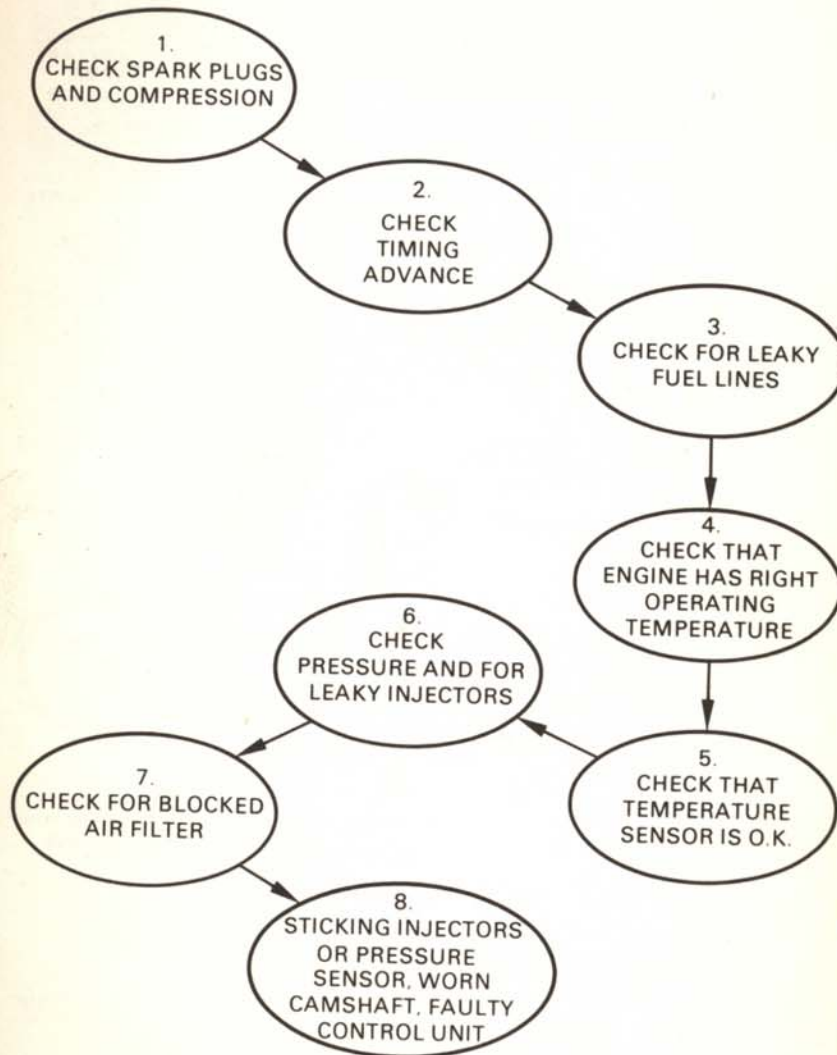 1.
CHECK SPARK PLUGS
AND COMPRESSION
2.
CHECK
TIMING
ADVANCE
3.
CHECK FOR LEAKY
FUEL LINES
4.
CHECK THAT
ENGINE HAS RIGHT
OPERATING
TEMPERATURE
5.
CHECK THAT
TEMPERATURE
SENSOR IS O.K.
6.
CHECK
PRESSURE AND FOR
LEAKY INJECTORS
7.
CHECK FOR BLOCKED
AIR FILTER
8.
STICKING INJECTORS
OR PRESSURE
SENSOR, WORN
CAMSHAFT, FAULTY
CONTROL UNIT